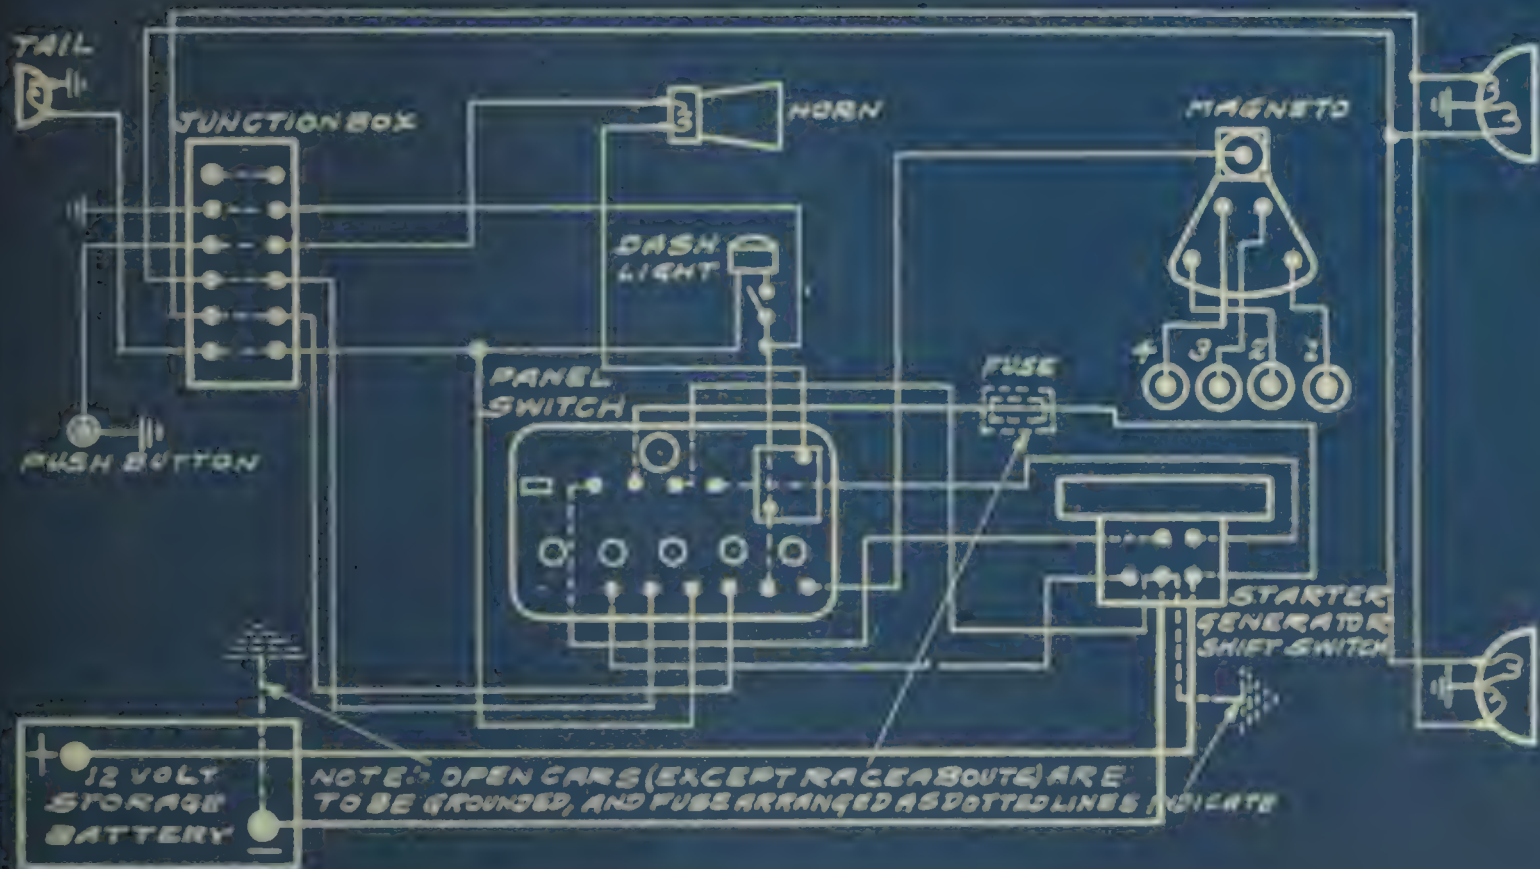 TAIL
JUNCTION BOX
HORN
MAGNETO
DASH
LIGHT
4 3 2 1
FUSE
PANEL
SWITCH
PUSH BUTTON
STARTER
GENERATOR
SHIFT SWITCH
+
12 VOLT
STORAGE
BATTERY
−
NOTE:- OPEN CARS (EXCEPT RACEABOUTS) ARE
TO BE GROUNDED, AND FUSE ARRANGED AS DOTTED LINES INDICATE